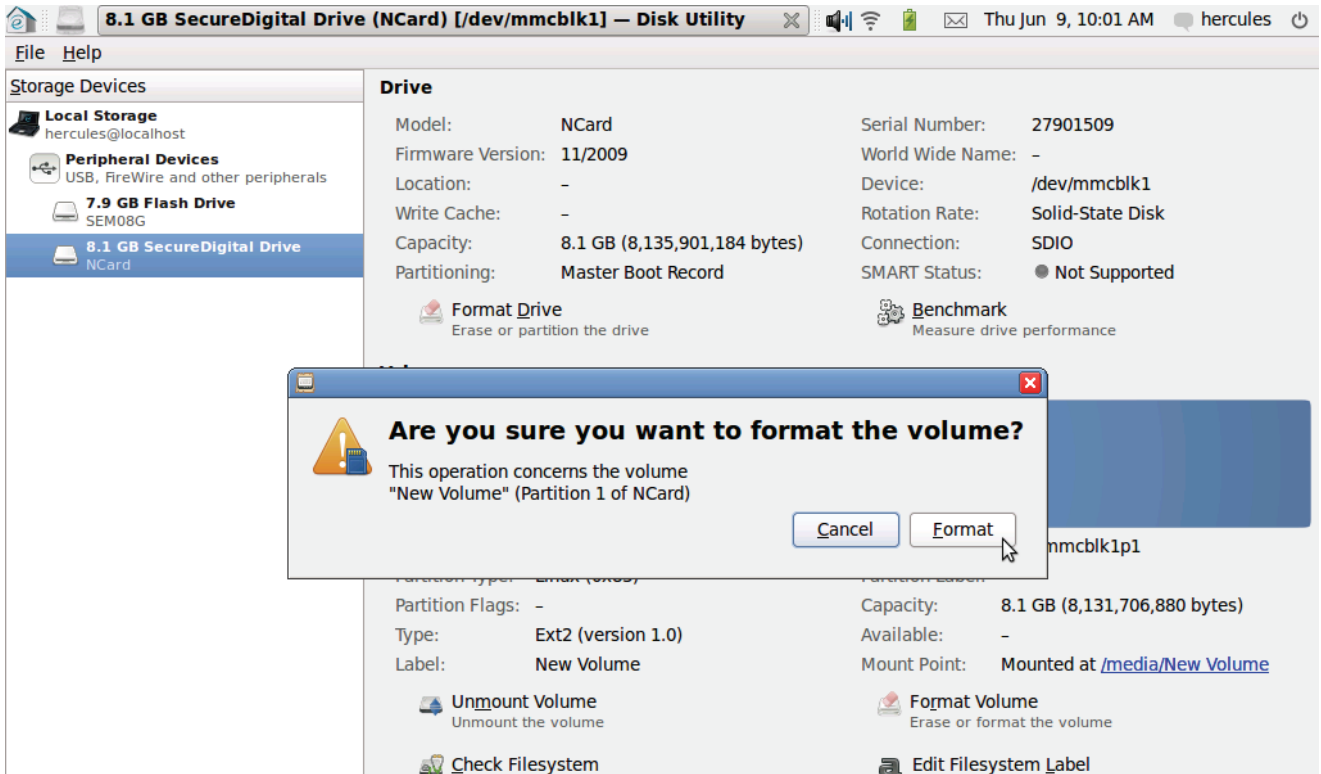 8.1 GB SecureDigital Drive (NCard) [/dev/mmcblk1] — Disk Utility
Thu Jun 9, 10:01 AM
hercules
File Help
Storage Devices
Local Storage
hercules@localhost
Peripheral Devices
USB, FireWire and other peripherals
7.9 GB Flash Drive
SEM08G
8.1 GB SecureDigital Drive
NCard
Drive
Model: NCard
Serial Number: 27901509
Firmware Version: 11/2009
World Wide Name: –
Location: –
Device: /dev/mmcblk1
Write Cache: –
Rotation Rate: Solid-State Disk
Capacity: 8.1 GB (8,135,901,184 bytes)
Connection: SDIO
Partitioning: Master Boot Record
SMART Status: Not Supported
Format Drive
Erase or partition the drive
Benchmark
Measure drive performance
Are you sure you want to format the volume?
This operation concerns the volume
"New Volume" (Partition 1 of NCard)
Cancel
Format
mmcblk1p1
Partition Flags: –
Capacity: 8.1 GB (8,131,706,880 bytes)
Type: Ext2 (version 1.0)
Available: –
Label: New Volume
Mount Point: Mounted at /media/New Volume
Unmount Volume
Unmount the volume
Format Volume
Erase or format the volume
Check Filesystem
Edit Filesystem Label